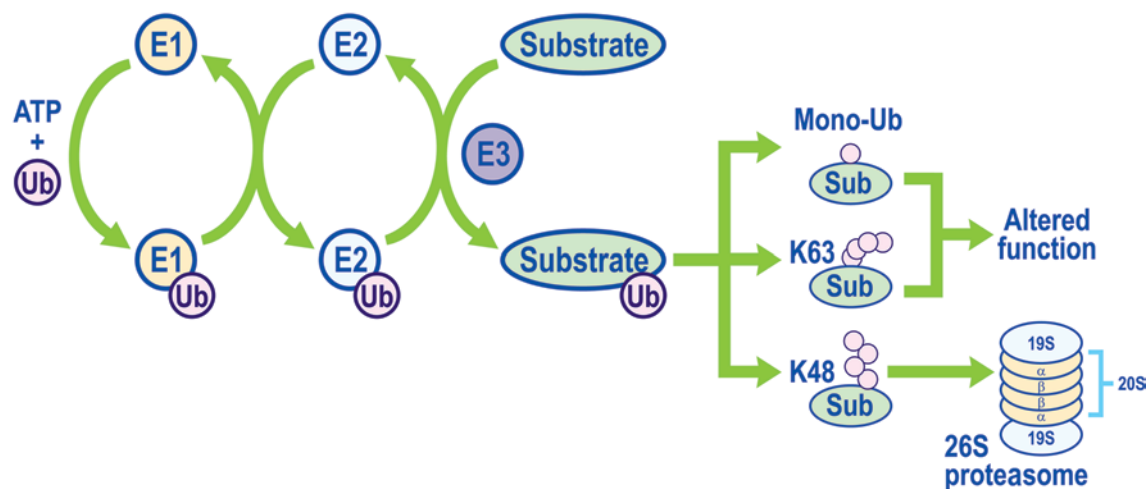 E1
E2
Substrate
ATP
+
Ub
E3
E1
Ub
E2
Ub
Substrate
Ub
Mono-Ub
Sub
K63
Sub
Altered
function
K48
Sub
19S
α
β
β
α
19S
20S
26S
proteasome